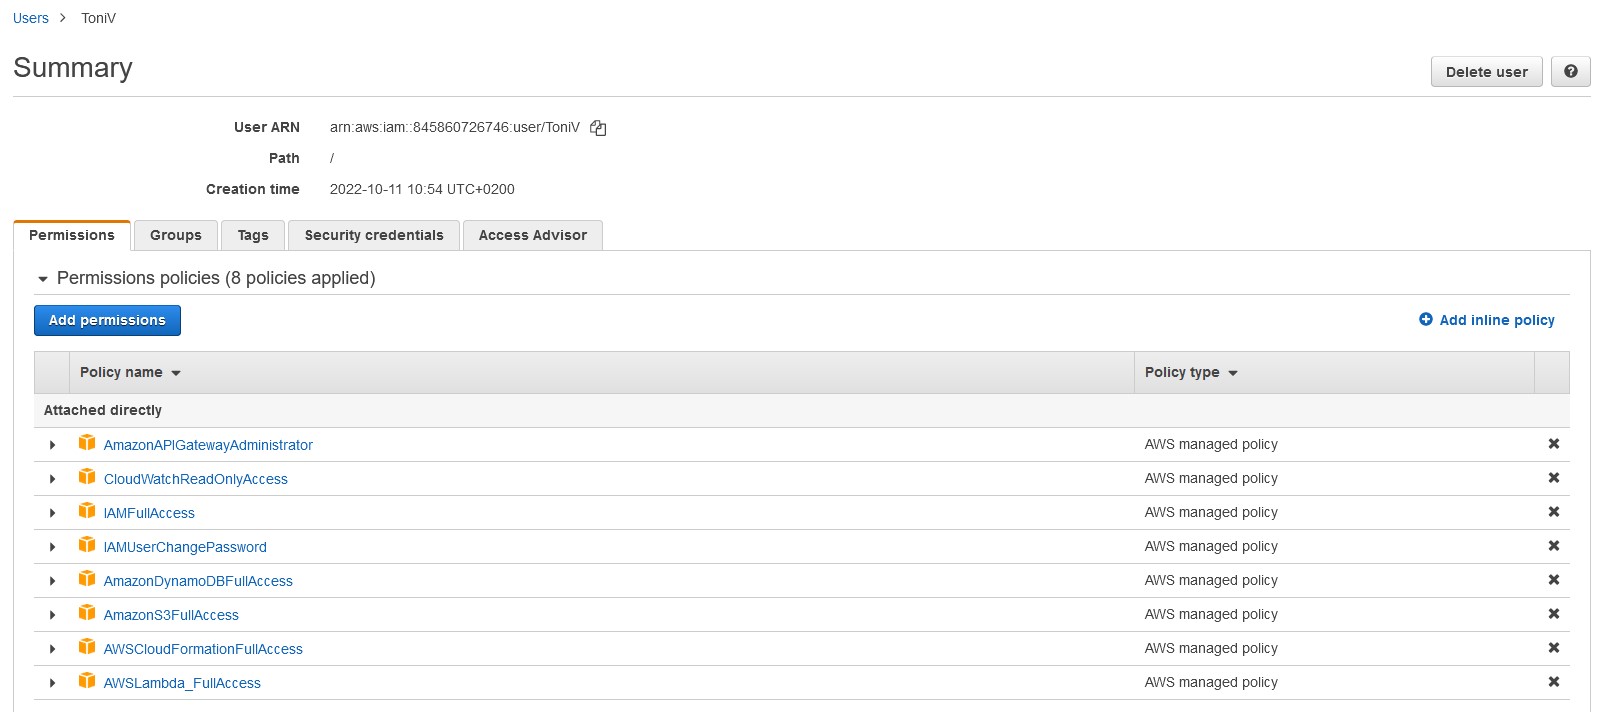 Users > ToniV
Summary
Delete user
User ARN arn:aws:iam::845860726746:user/ToniV
Path /
Creation time 2022-10-11 10:54 UTC+0200
Permissions Groups Tags Security credentials Access Advisor
Permissions policies (8 policies applied)
Add permissions Add inline policy
Policy name Policy type
Attached directly
AmazonAPIGatewayAdministrator AWS managed policy
CloudWatchReadOnlyAccess AWS managed policy
IAMFullAccess AWS managed policy
IAMUserChangePassword AWS managed policy
AmazonDynamoDBFullAccess AWS managed policy
AmazonS3FullAccess AWS managed policy
AWSCloudFormationFullAccess AWS managed policy
AWSLambda_FullAccess AWS managed policy